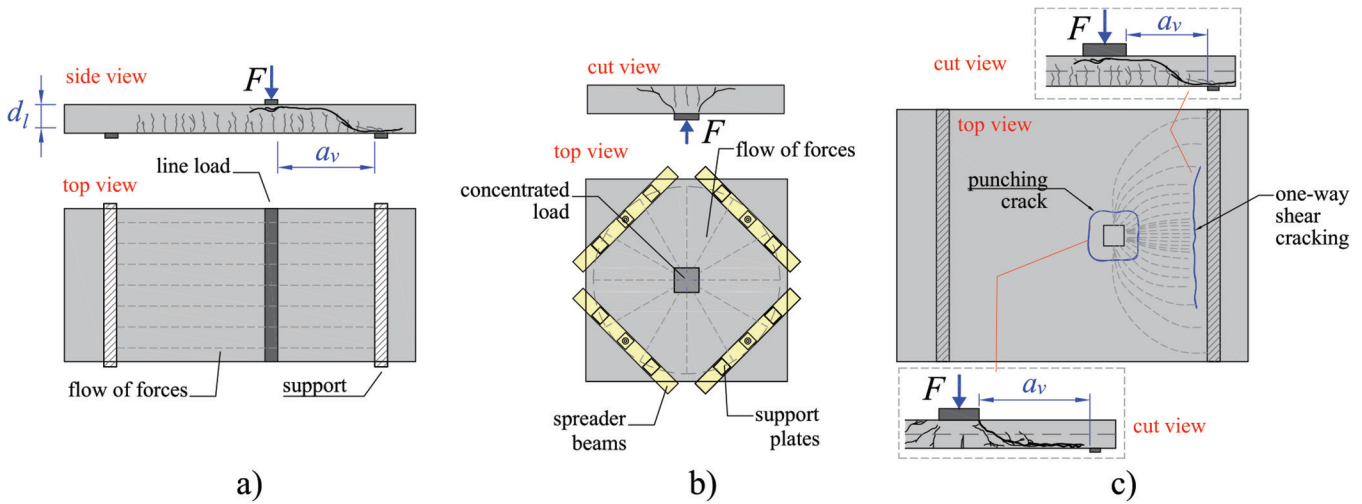 side view
F
d_l
a_v
line load
top view
flow of forces
support
a)
cut view
F
top view
flow of forces
concentrated
load
spreader
beams
support
plates
b)
F
a_v
cut view
top view
punching
crack
one-way
shear
cracking
F
a_v
cut view
c)